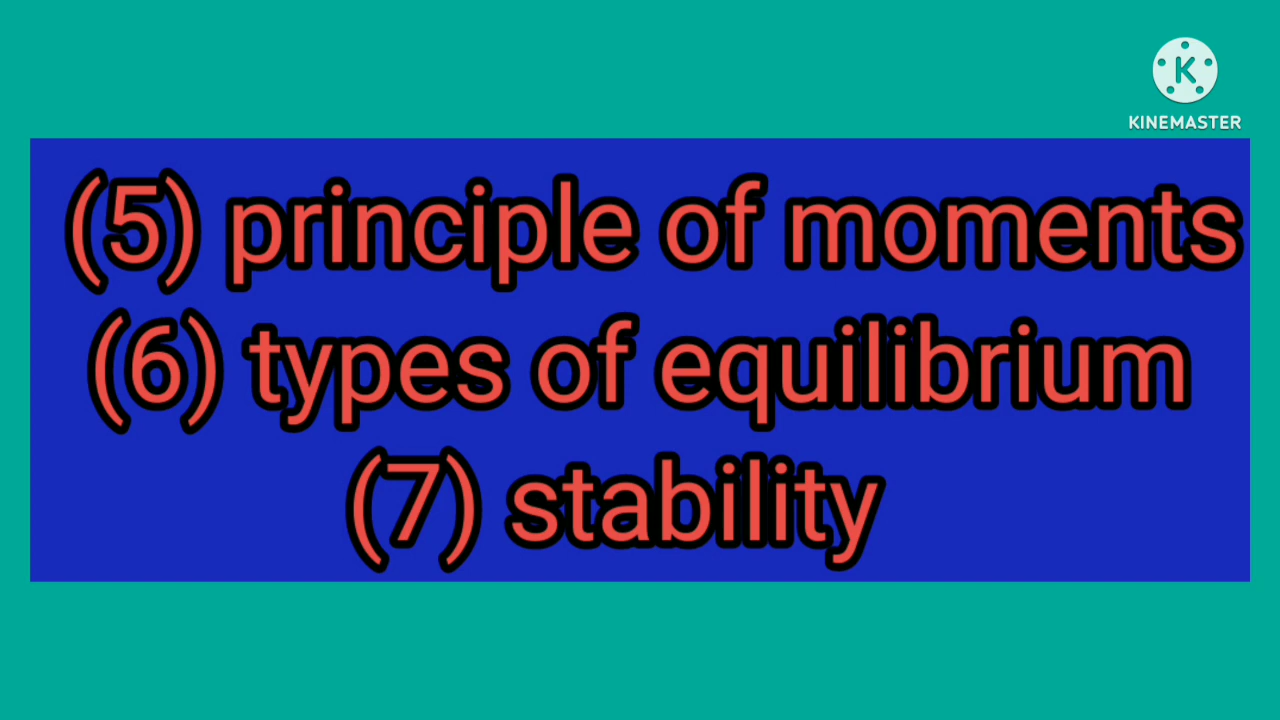 K
KINEMASTER
(5) principle of moments
(6) types of equilibrium
(7) stability